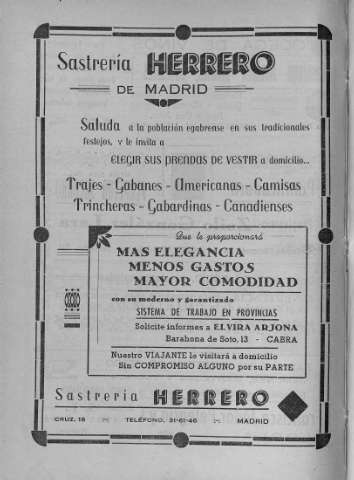 Sastrería HERRERO
DE MADRID
Saluda a la población egabrense en sus tradicionales
festejos, y le invita a
ELEGIR SUS PRENDAS DE VESTIR a domicilio..
Trajes - Gabanes - Americanas - Camisas
Trincheras - Gabardinas - Canadienses
Que le proporcionará
MAS ELEGANCIA
MENOS GASTOS
MAYOR COMODIDAD
con su moderno y garantizado
SISTEMA DE TRABAJO EN PROVINCIAS
Solicite informes a ELVIRA ARJONA
Barahona de Soto, 13 - CABRA
Nuestro VIAJANTE le visitará a domicilio
Sin COMPROMISO ALGUNO por su PARTE
Sastrería HERRERO
CRUZ, 18 TELÉFONO, 21-61-46 MADRID